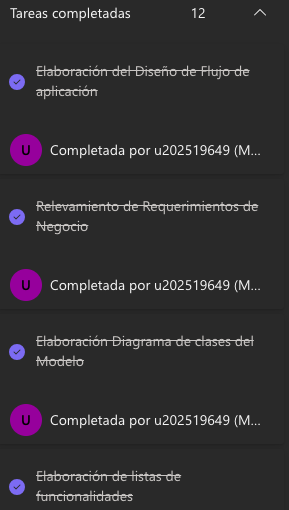 Tareas completadas 12
Elaboración del Diseño de Flujo de
aplicación
U Completada por u202519649 (M...
Relevamiento de Requerimientos de
Negocio
U Completada por u202519649 (M...
Elaboración Diagrama de clases del
Modelo
U Completada por u202519649 (M...
Elaboración de listas de
funcionalidades